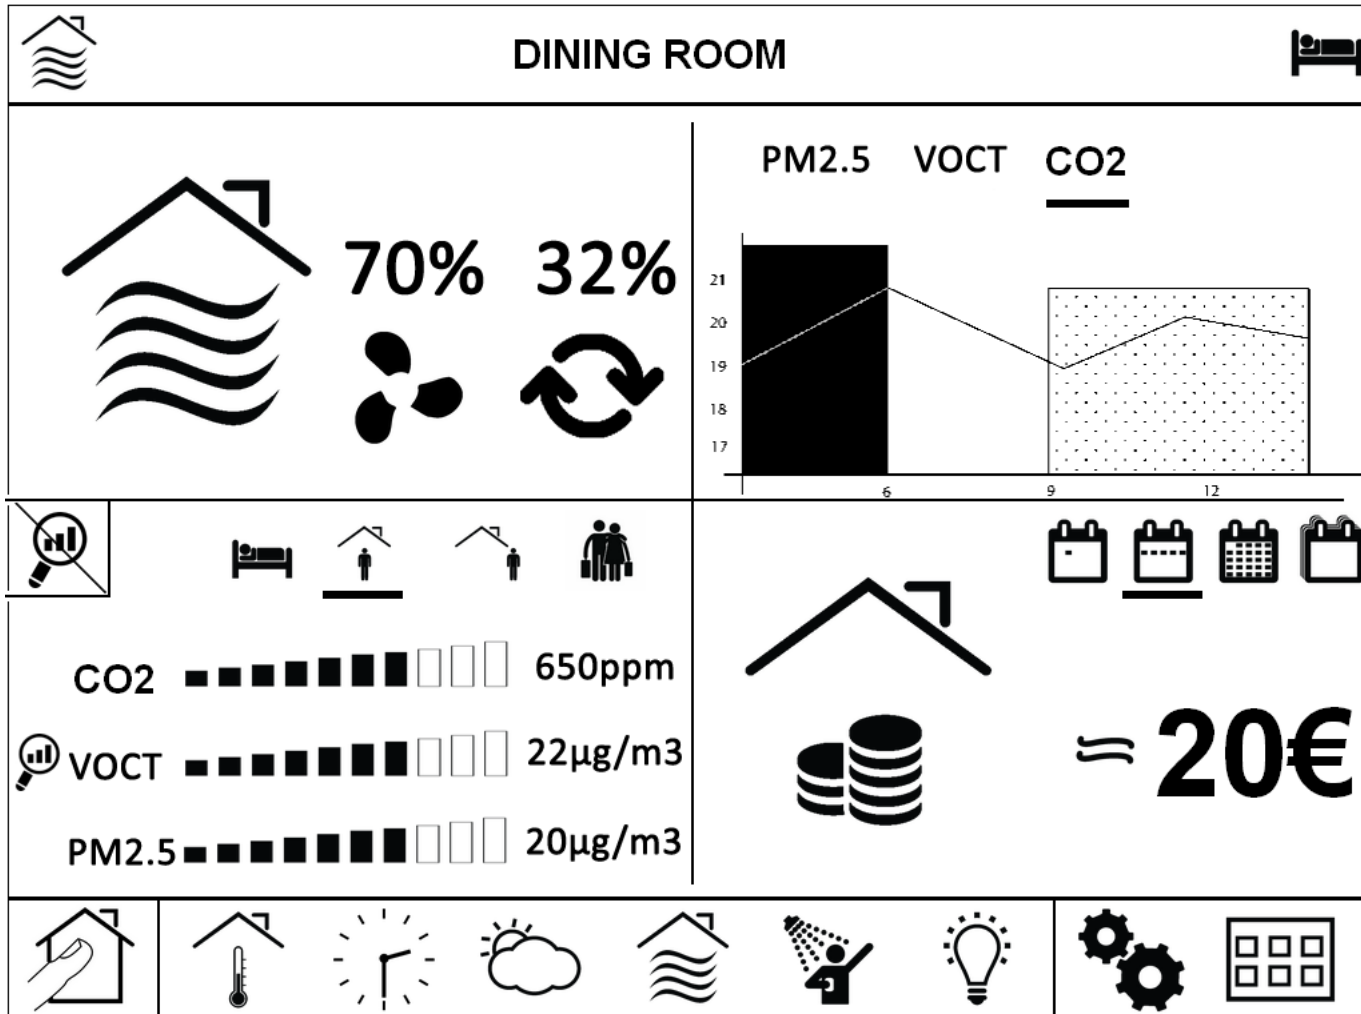 DINING ROOM
70% 32%
PM2.5 VOCT CO2
21
20
19
18
17
6 9 12
CO2 650ppm
VOCT 22µg/m3
PM2.5 20µg/m3
≈ 20€